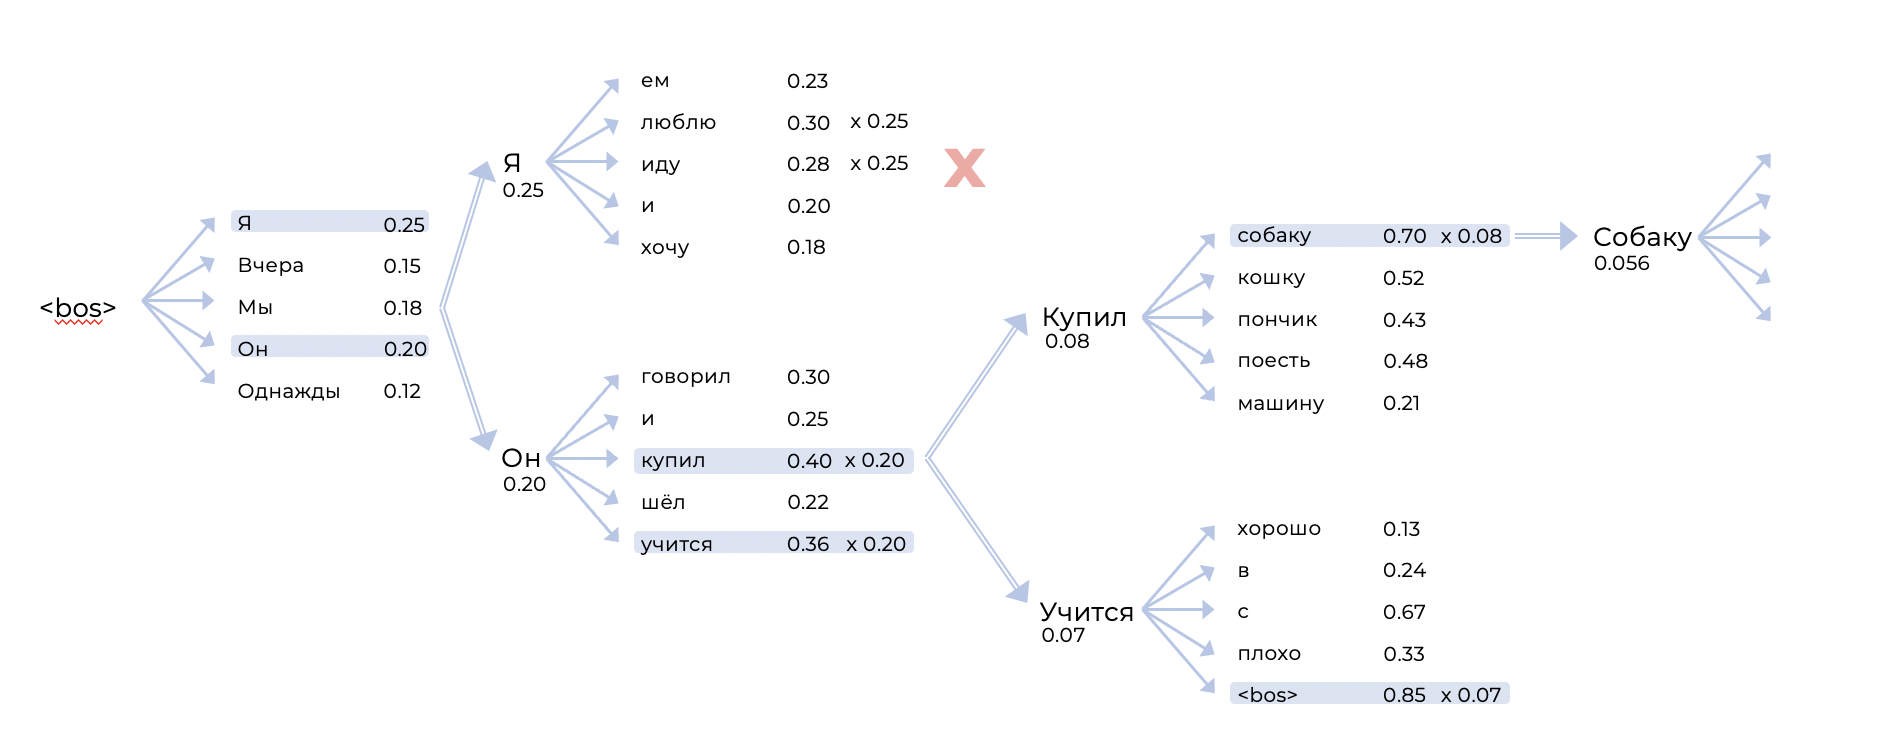 <bos>
Я 0.25
Вчера 0.15
Мы 0.18
Он 0.20
Однажды 0.12
Я
0.25
ем 0.23
люблю 0.30 x 0.25
иду 0.28 x 0.25
и 0.20
хочу 0.18
X
Он
0.20
говорил 0.30
и 0.25
купил 0.40 x 0.20
шёл 0.22
учится 0.36 x 0.20
Купил
0.08
собаку 0.70 x 0.08
кошку 0.52
пончик 0.43
поесть 0.48
машину 0.21
Учится
0.07
хорошо 0.13
в 0.24
с 0.67
плохо 0.33
<bos> 0.85 x 0.07
Собаку
0.056